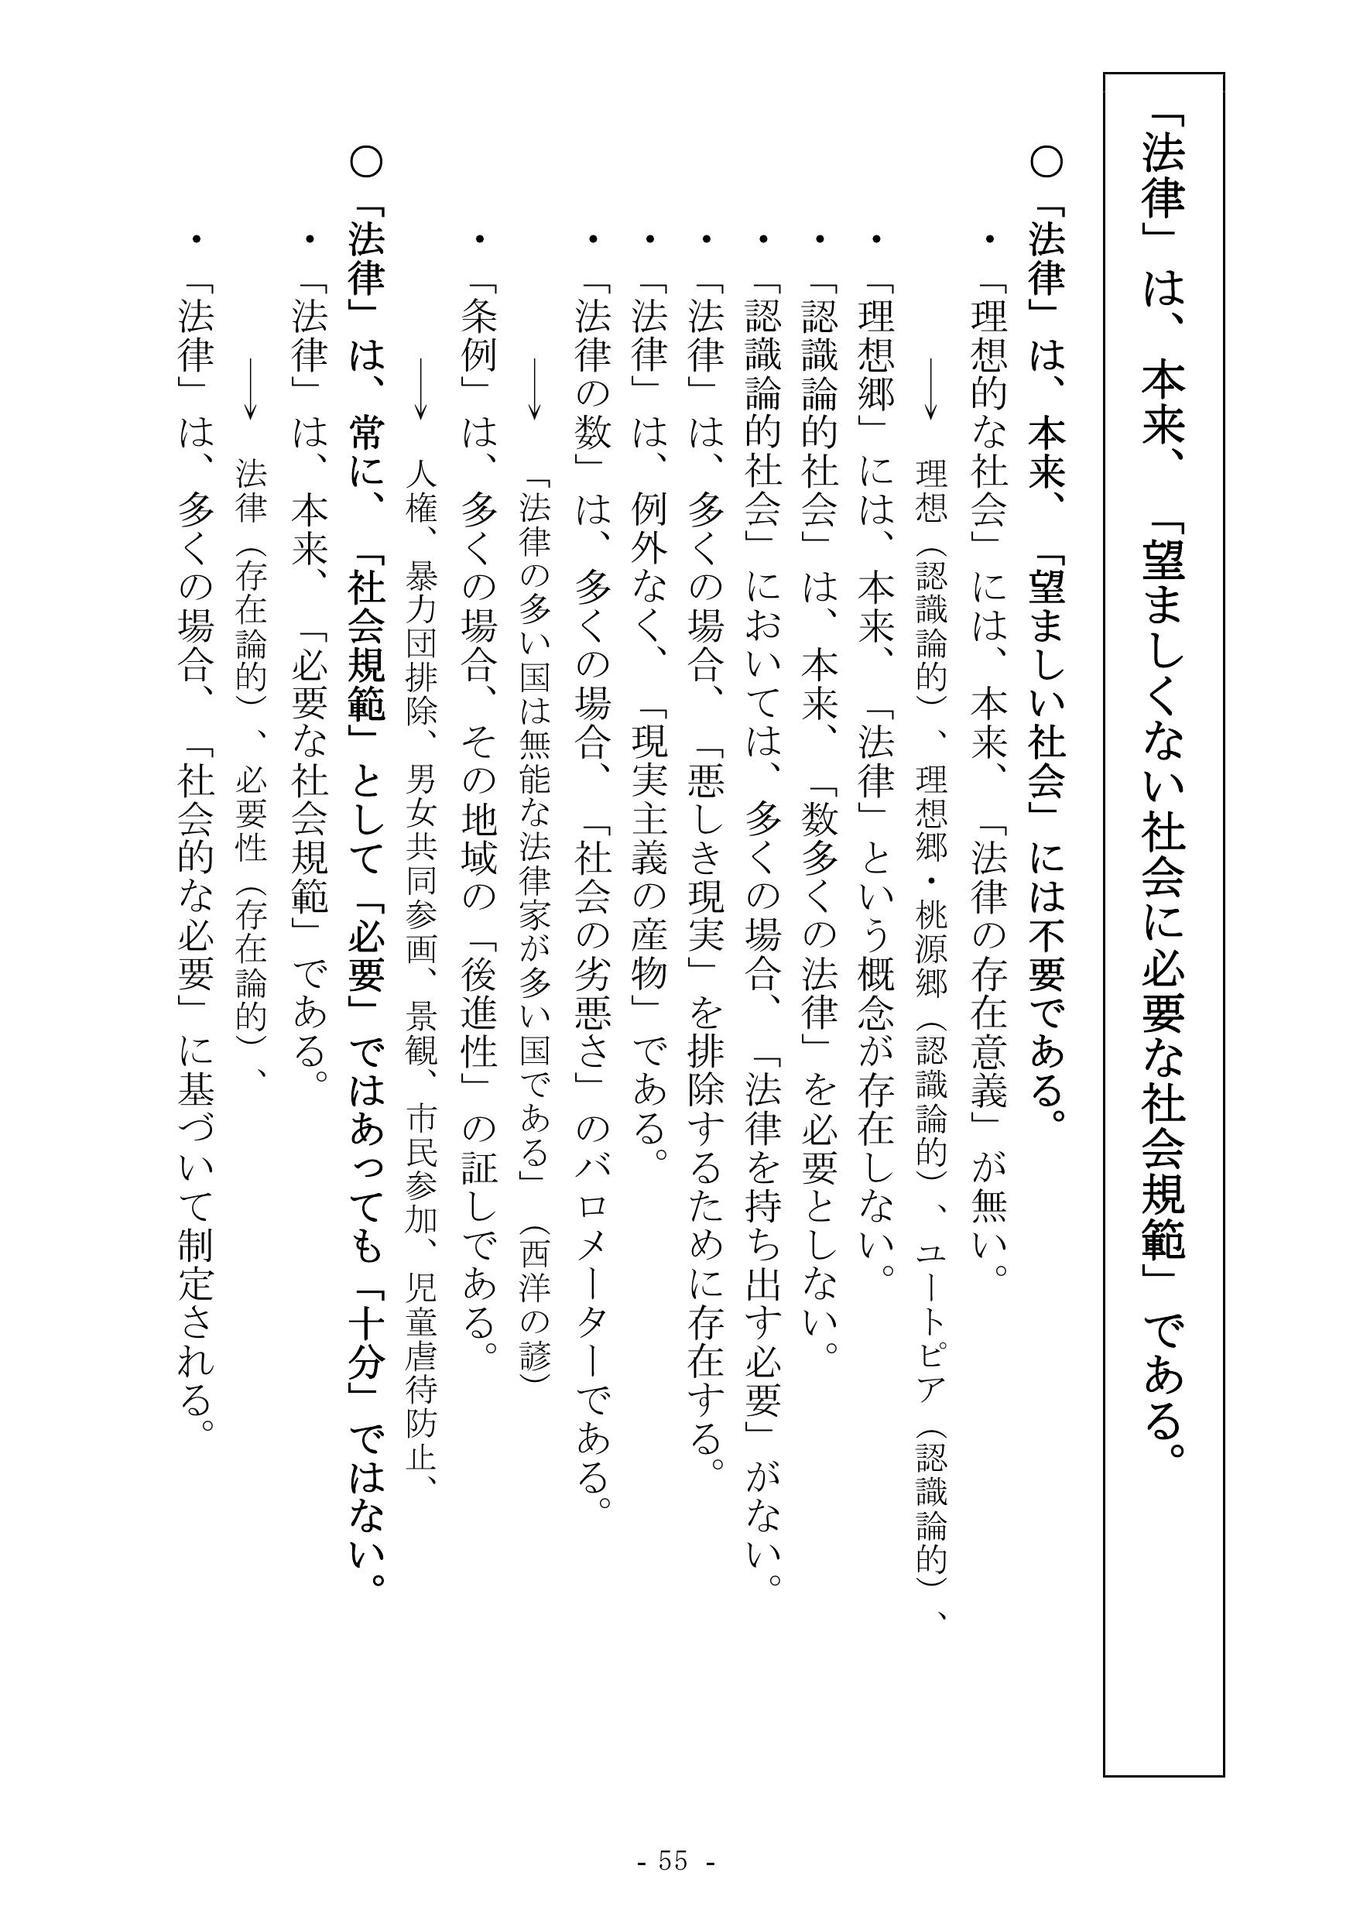 「法律」は、本来、「望ましくない社会に必要な社会規範」である。
○「法律」は、本来、「望ましい社会」には不要である。
・「理想的な社会」には、本来、「法律の存在意義」が無い。
→ 理想（認識論的）、理想郷・桃源郷（認識論的）、ユートピア（認識論的）、
・「理想郷」には、本来、「法律」という概念が存在しない。
・「認識論的社会」は、本来、「数多くの法律」を必要としない。
・「認識論的社会」においては、多くの場合、「法律を持ち出す必要」がない。
・「法律」は、多くの場合、「悪しき現実」を排除するために存在する。
・「法律」は、例外なく、「現実主義の産物」である。
・「法律の数」は、多くの場合、「社会の劣悪さ」のバロメーターである。
→「法律の多い国は無能な法律家が多い国である」（西洋の諺）
・「条例」は、多くの場合、その地域の「後進性」の証しである。
→ 人権、暴力団排除、男女共同参画、景観、市民参加、児童虐待防止、
○「法律」は、常に、「社会規範」として「必要」ではあっても「十分」ではない。
・「法律」は、本来、「必要な社会規範」である。
→ 法律（存在論的）、必要性（存在論的）、
・「法律」は、多くの場合、「社会的な必要」に基づいて制定される。
- 55 -